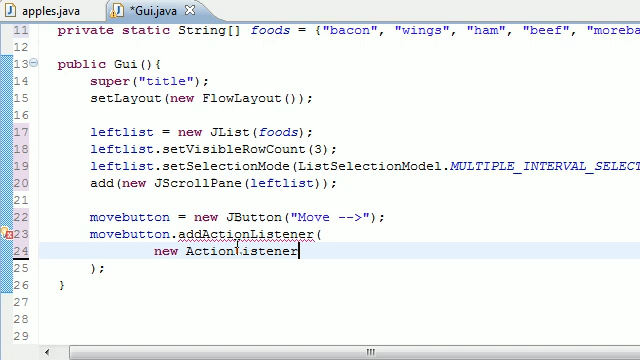 apples.java *Gui.java
11 private static String[] foods = {"bacon", "wings", "ham", "beef", "moreba
12
13 public Gui(){
14 super("title");
15 setLayout(new FlowLayout());
16
17 leftlist = new JList(foods);
18 leftlist.setVisibleRowCount(3);
19 leftlist.setSelectionMode(ListSelectionModel.MULTIPLE_INTERVAL_SELECT
20 add(new JScrollPane(leftlist));
21
22 movebutton = new JButton("Move -->");
23 movebutton.addActionListener(
24 new ActionListener
25 );
26 }
27
28
29